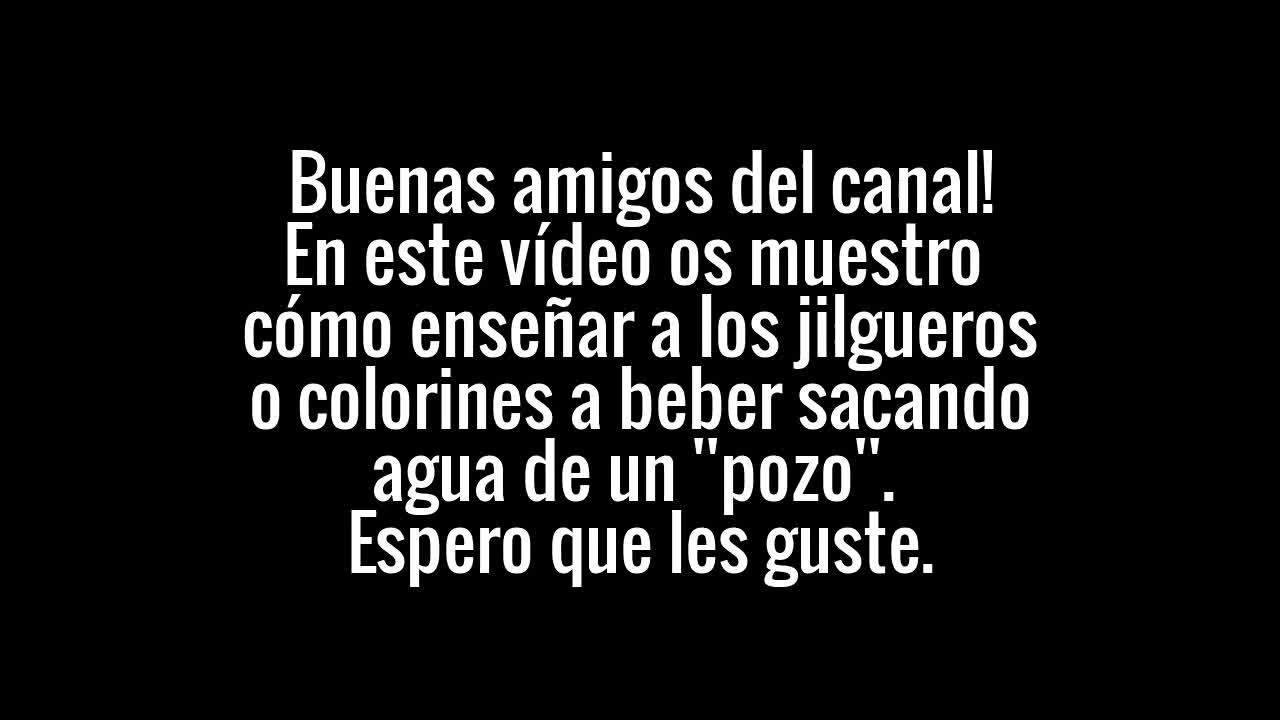 Buenas amigos del canal!
En este vídeo os muestro
cómo enseñar a los jilgueros
o colorines a beber sacando
agua de un "pozo".
Espero que les guste.